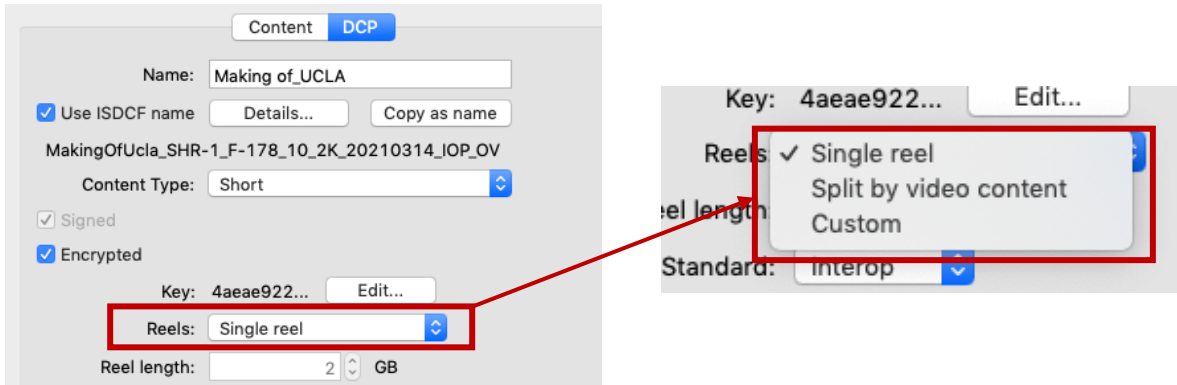 Content DCP
Name: Making of_UCLA
Use ISDCF name Details... Copy as name
MakingOfUcla_SHR-1_F-178_10_2K_20210314_IOP_OV
Content Type: Short
Signed
Encrypted
Key: 4aeae922... Edit...
Reels: Single reel
Reel length: 2 GB
Key: 4aeae922... Edit...
Reels ✓ Single reel
Split by video content
eel length
Custom
Standard: Interop